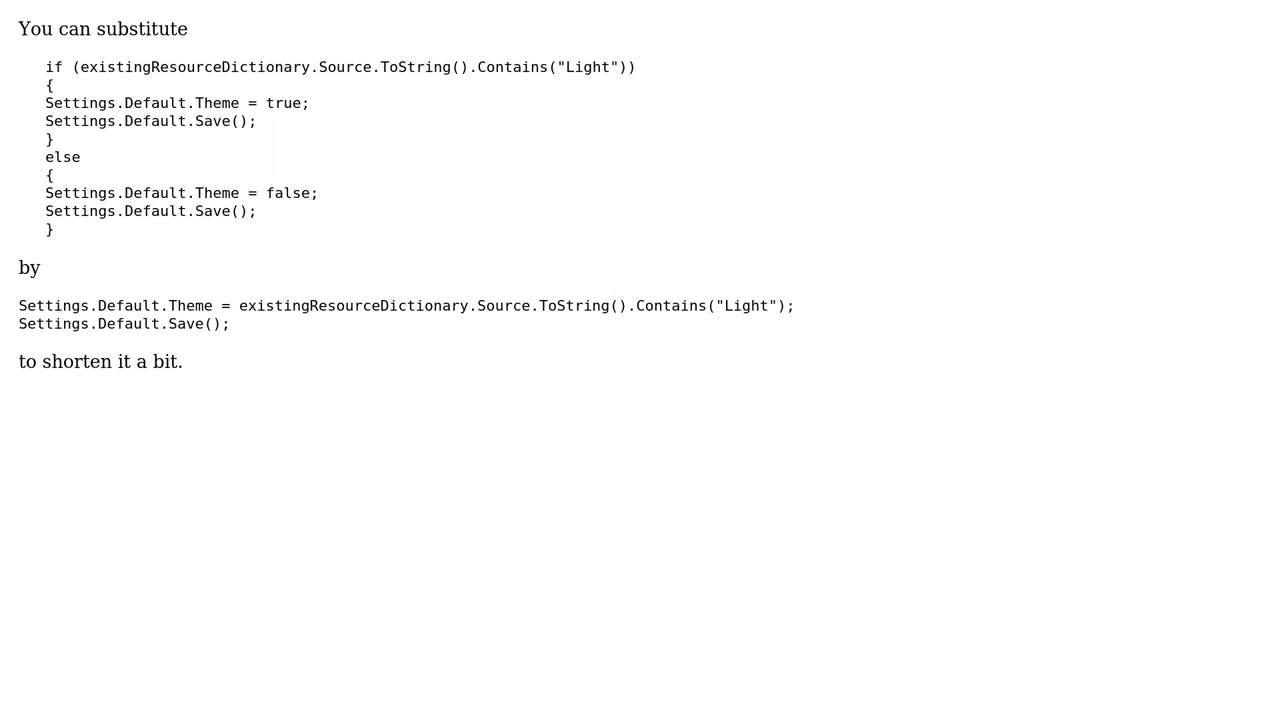 You can substitute
if (existingResourceDictionary.Source.ToString().Contains("Light"))
{
Settings.Default.Theme = true;
Settings.Default.Save();
}
else
{
Settings.Default.Theme = false;
Settings.Default.Save();
}
by
Settings.Default.Theme = existingResourceDictionary.Source.ToString().Contains("Light");
Settings.Default.Save();
to shorten it a bit.